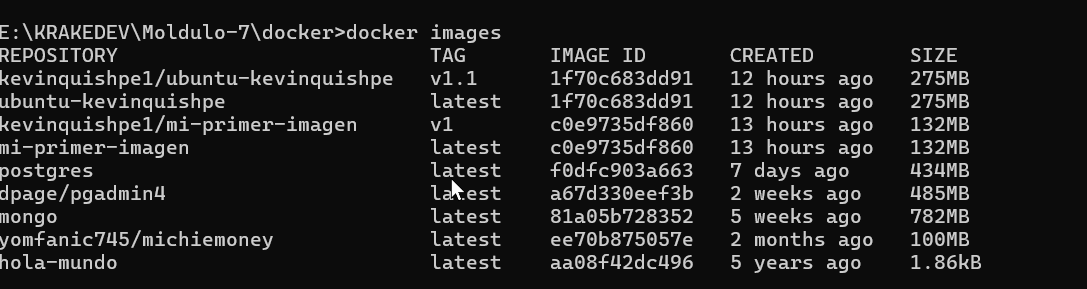 E:\KRAKEDEV\Moldulo-7\docker>docker images
REPOSITORY TAG IMAGE ID CREATED SIZE
kevinquishpe1/ubuntu-kevinquishpe v1.1 1f70c683dd91 12 hours ago 275MB
ubuntu-kevinquishpe latest 1f70c683dd91 12 hours ago 275MB
kevinquishpe1/mi-primer-imagen v1 c0e9735df860 13 hours ago 132MB
mi-primer-imagen latest c0e9735df860 13 hours ago 132MB
postgres latest f0dfc903a663 7 days ago 434MB
dpage/pgadmin4 latest a67d330eef3b 2 weeks ago 485MB
mongo latest 81a05b728352 5 weeks ago 782MB
yomfanic745/michiemoney latest ee70b875057e 2 months ago 100MB
hola-mundo latest aa08f42dc496 5 years ago 1.86kB